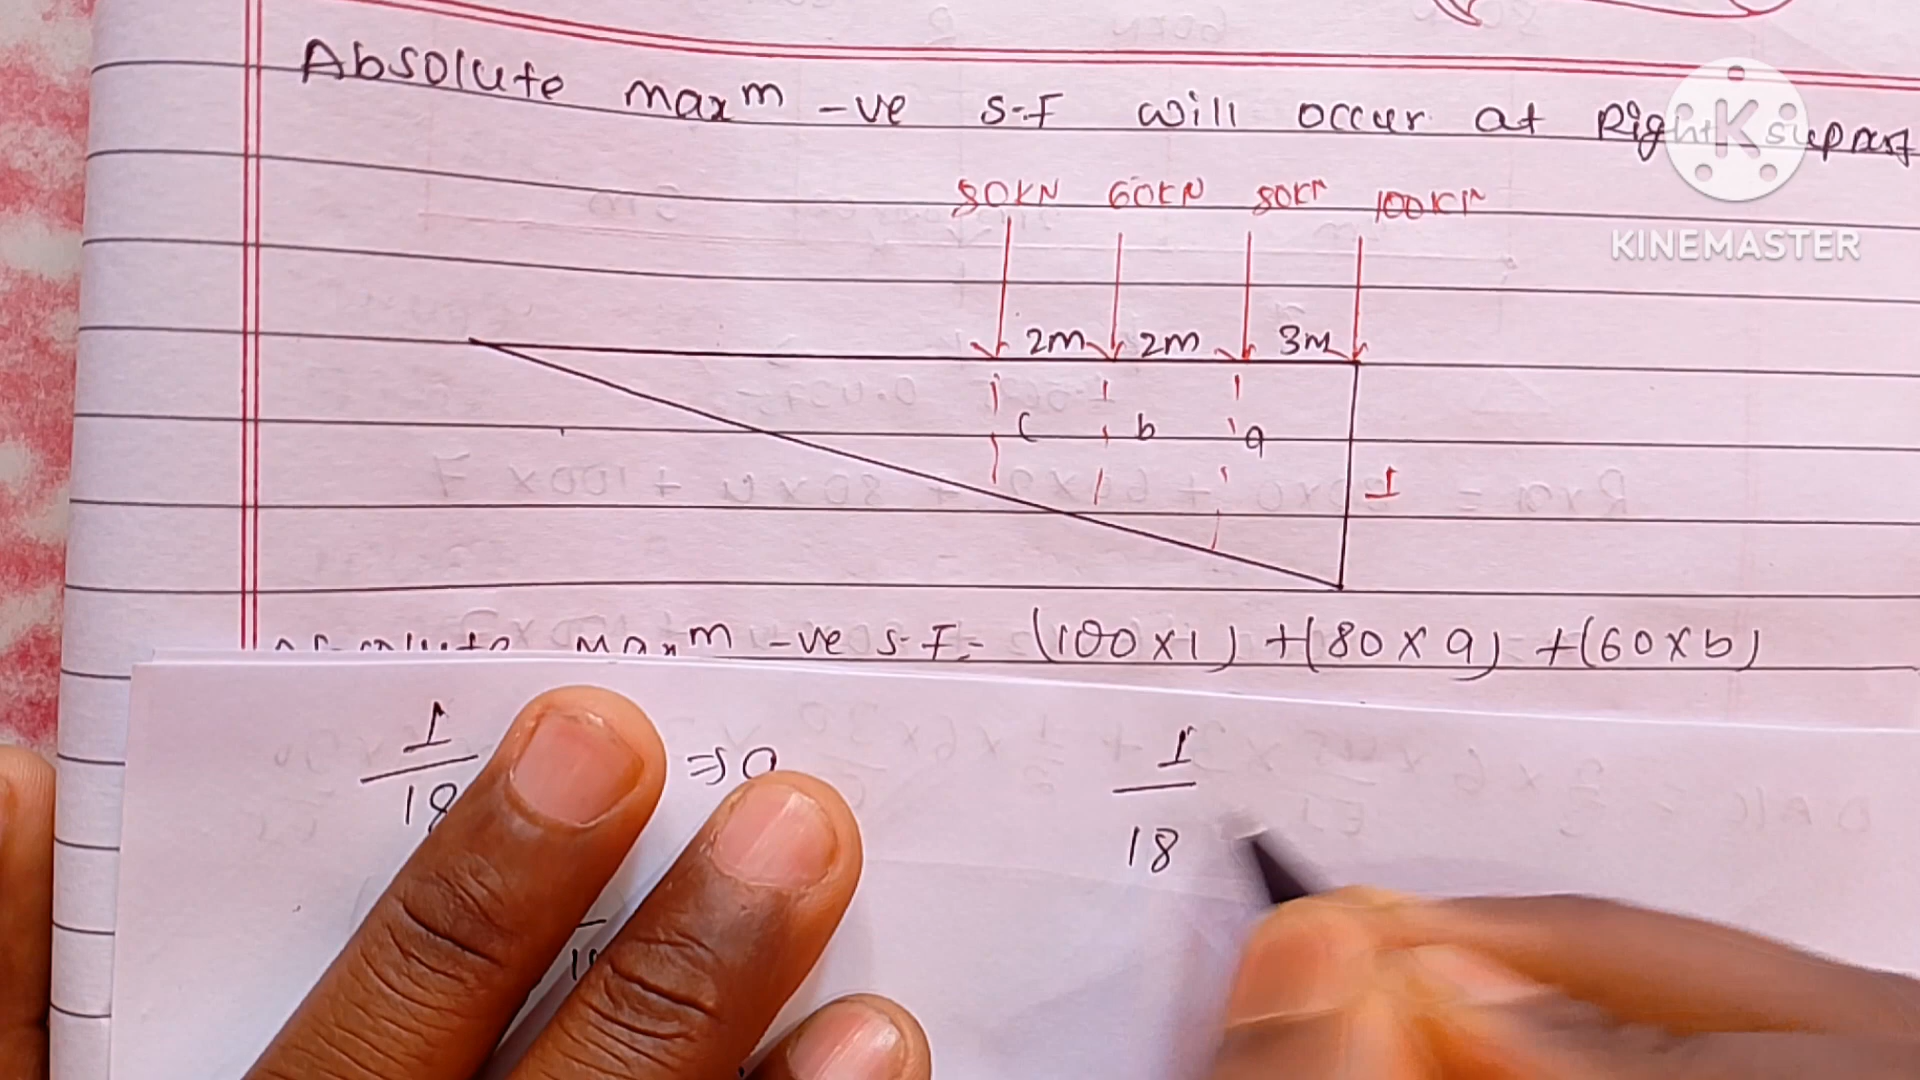 Absolute maxm -ve S.F will occur at Right support
KINEMASTER
80KN 60KN 80KN 100KN
2m 2m 3m
c b a
1
maxm -ve S.F = (100 x 1) + (80 x a) + (60 x b)
1
18
=> 0
1
18